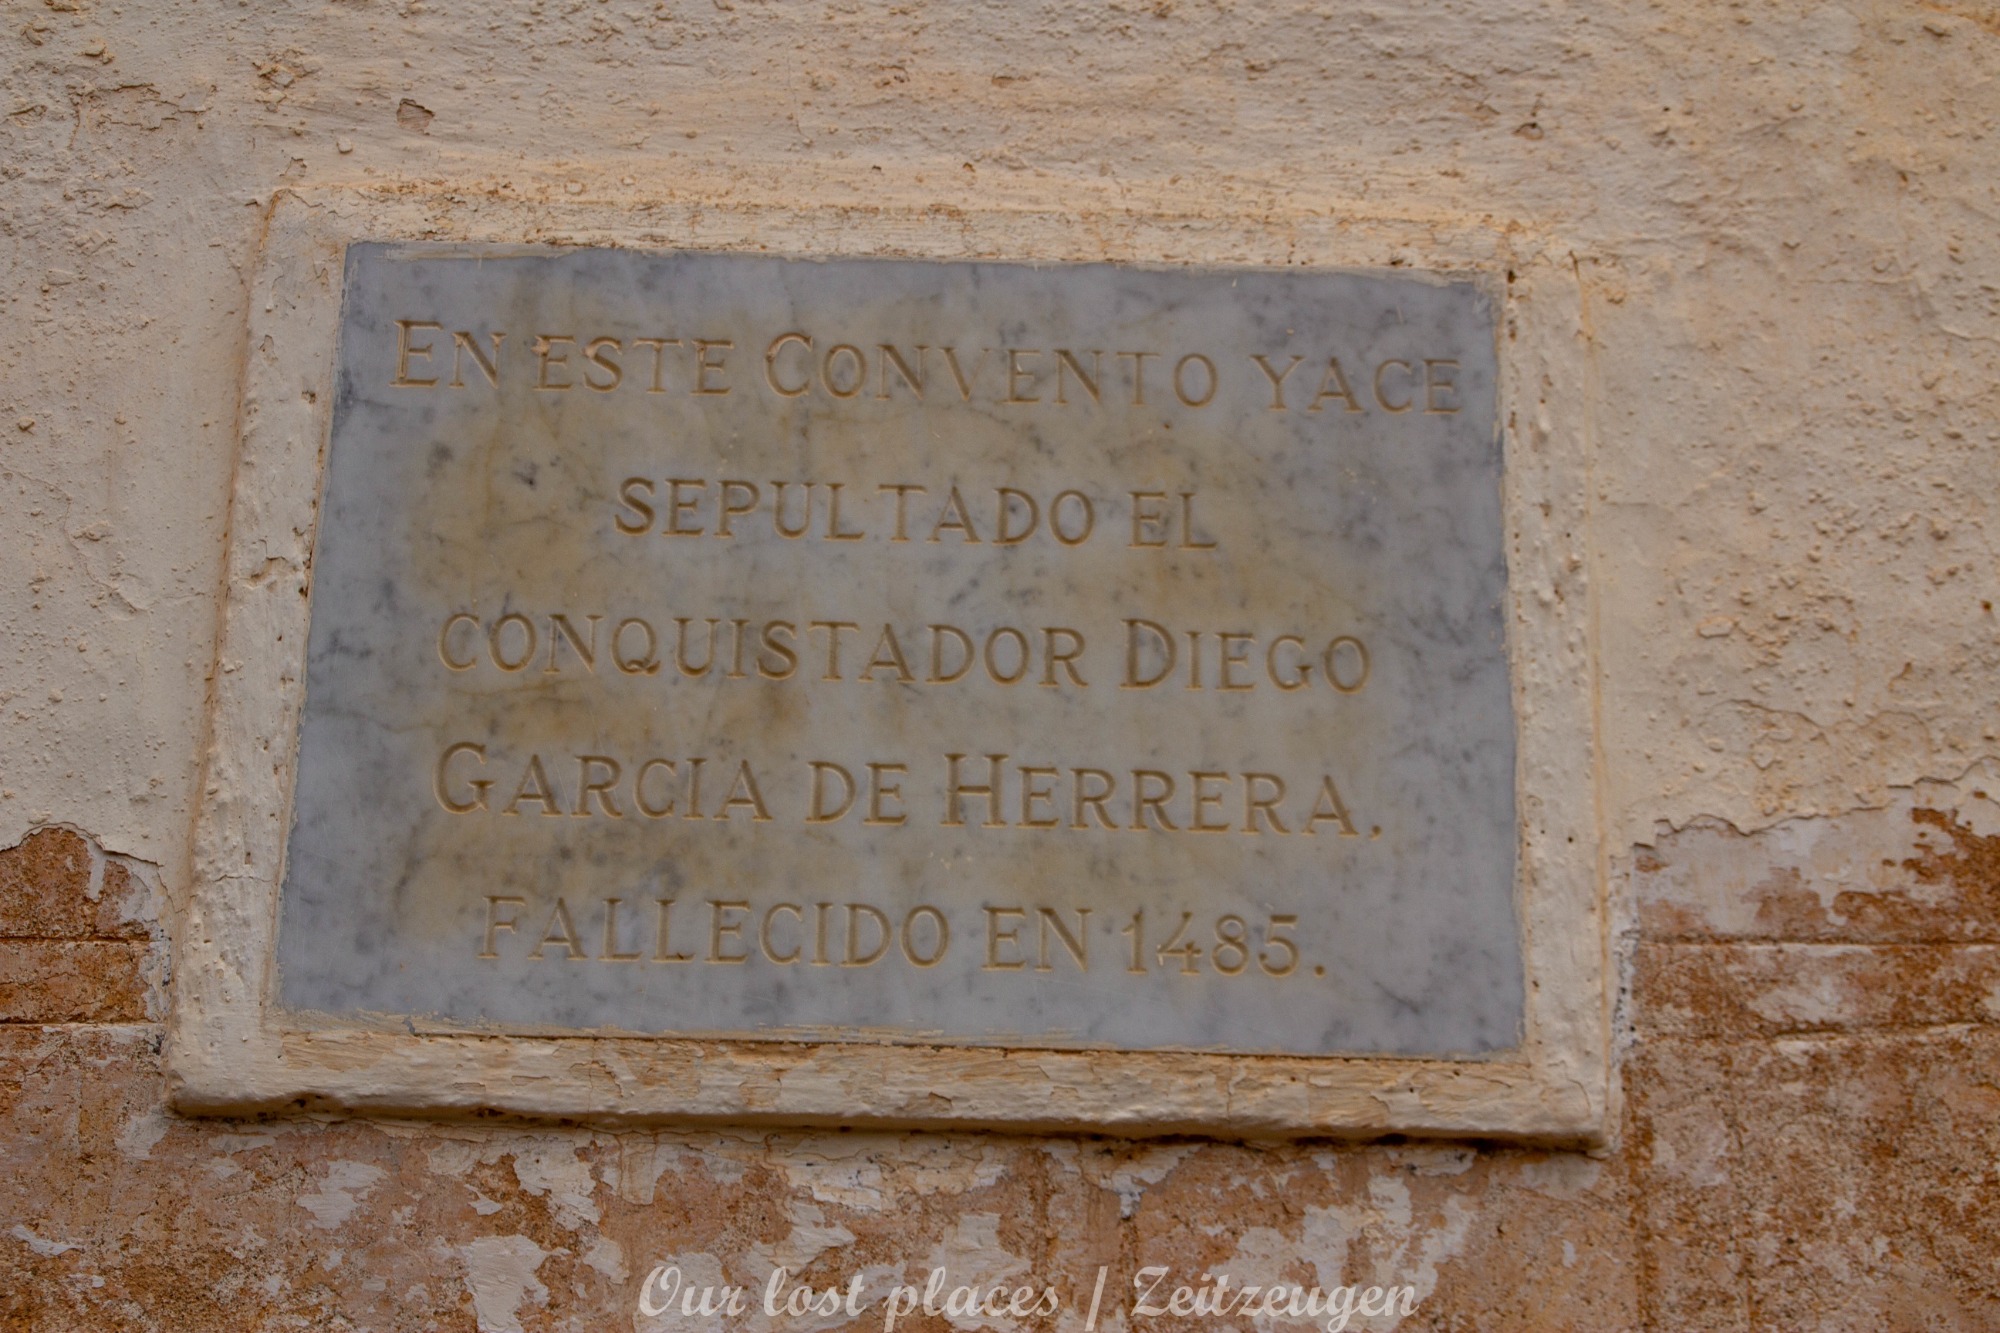 EN ESTE CONVENTO YACE
SEPULTADO EL
CONQUISTADOR DIEGO
GARCIA DE HERRERA,
FALLECIDO EN 1485.
Our lost places / Zeitzeugen